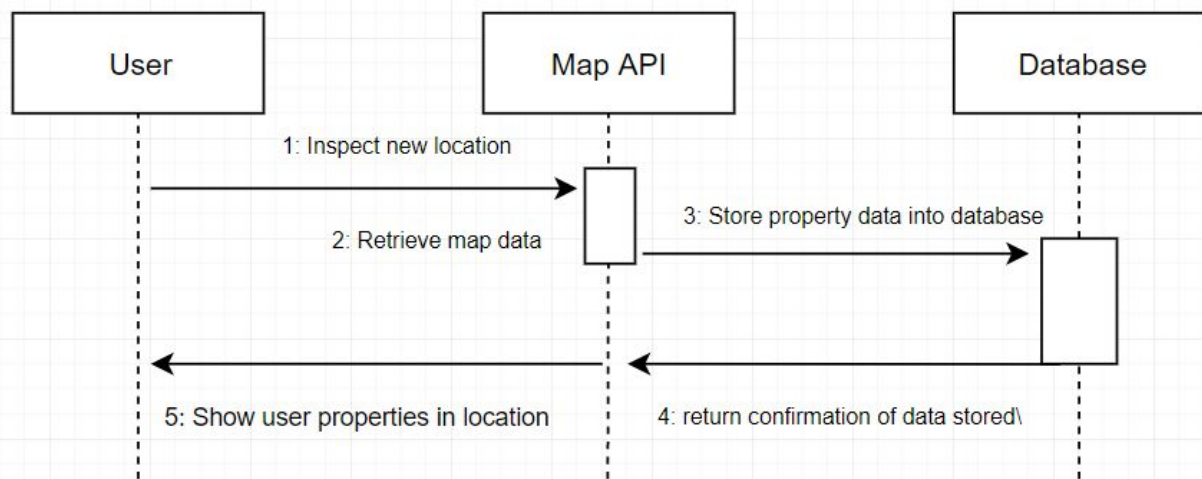 User
Map API
Database
1: Inspect new location
3: Store property data into database
2: Retrieve map data
5: Show user properties in location
4: return confirmation of data stored\